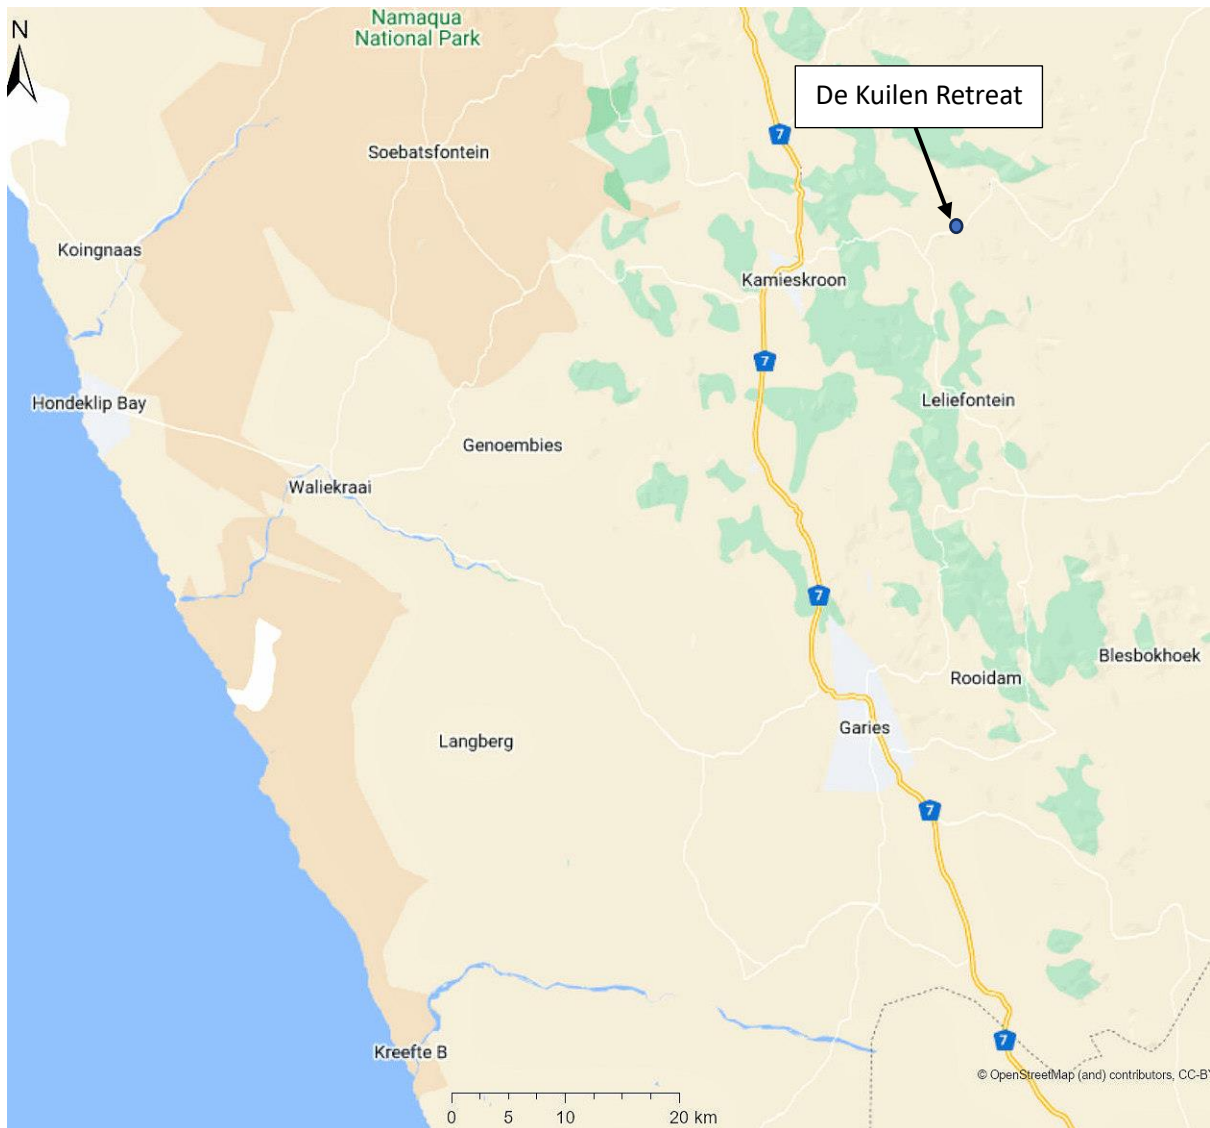 Namaqua
National Park
N
De Kuilen Retreat
7
Soebatsfontein
Koingnaas
Kamieskroon
7
Hondeklip Bay
Leliefontein
Genoembies
Waliekraai
7
Blesbokhoek
Rooidam
Garies
Langberg
7
7
Kreefte B
© OpenStreetMap (and) contributors, CC-BY
0 5 10 20 km